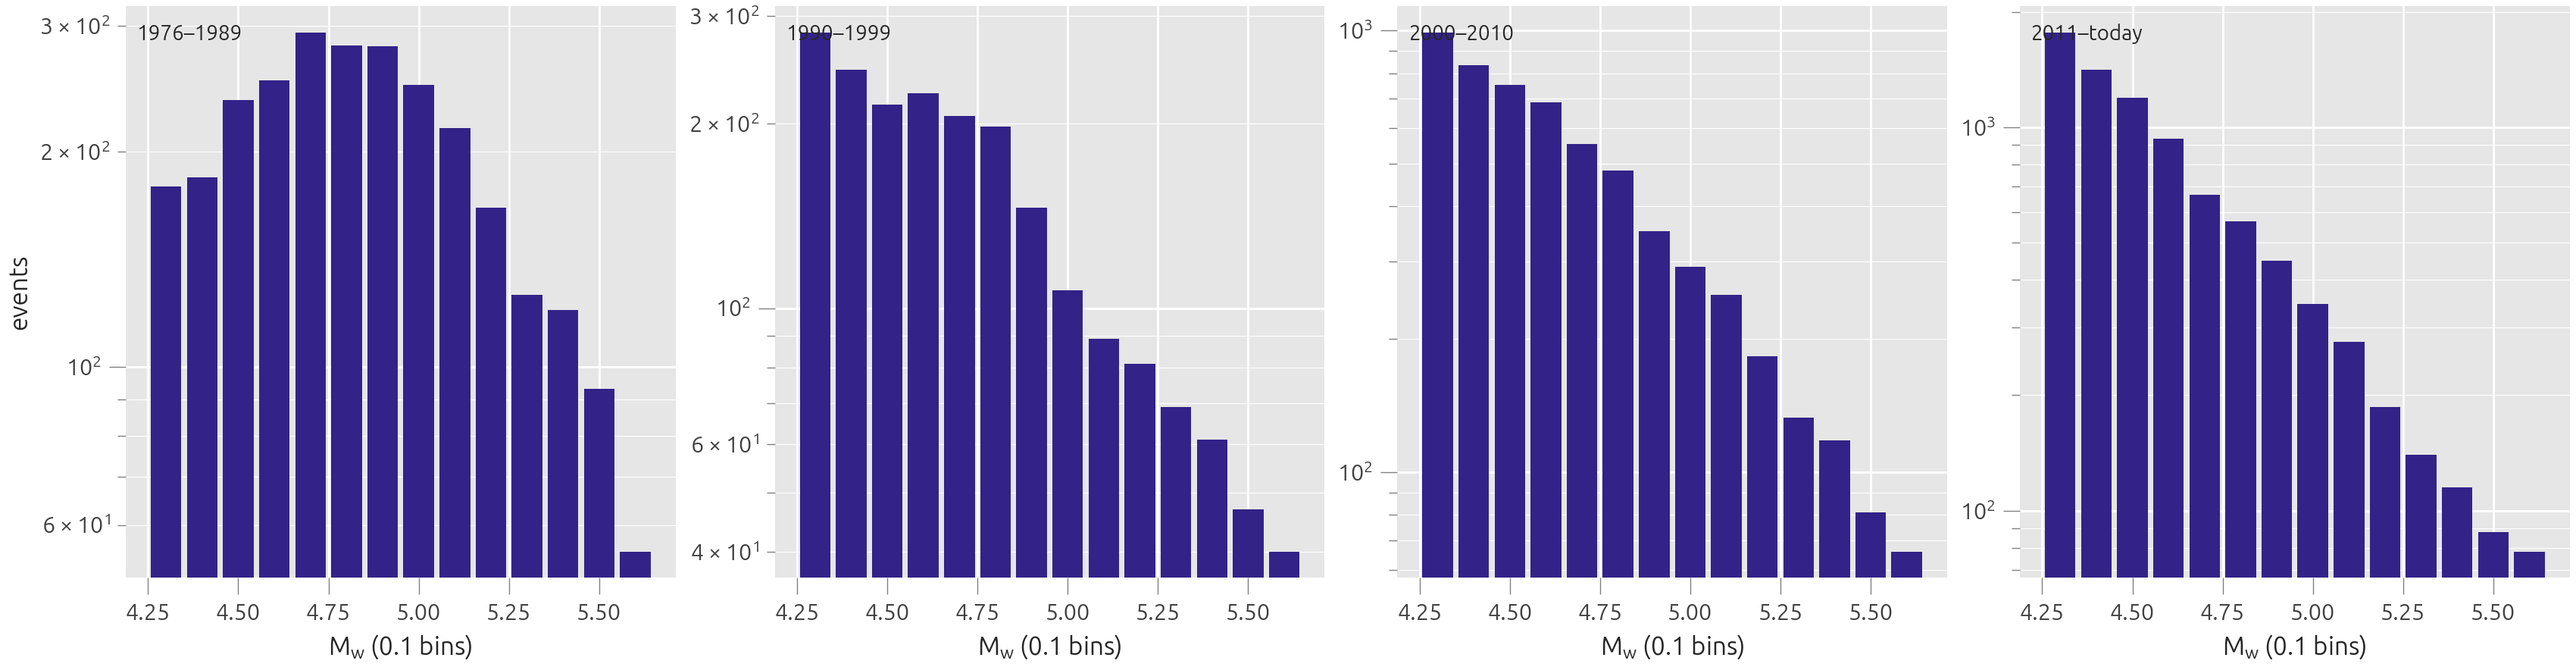 events
3 × 10²
2 × 10²
10²
6 × 10¹
1976–1989
4.25 4.50 4.75 5.00 5.25 5.50
Mw (0.1 bins)
3 × 10²
2 × 10²
10²
6 × 10¹
4 × 10¹
1990–1999
4.25 4.50 4.75 5.00 5.25 5.50
Mw (0.1 bins)
10³
10²
2000–2010
4.25 4.50 4.75 5.00 5.25 5.50
Mw (0.1 bins)
10³
10²
2011–today
4.25 4.50 4.75 5.00 5.25 5.50
Mw (0.1 bins)